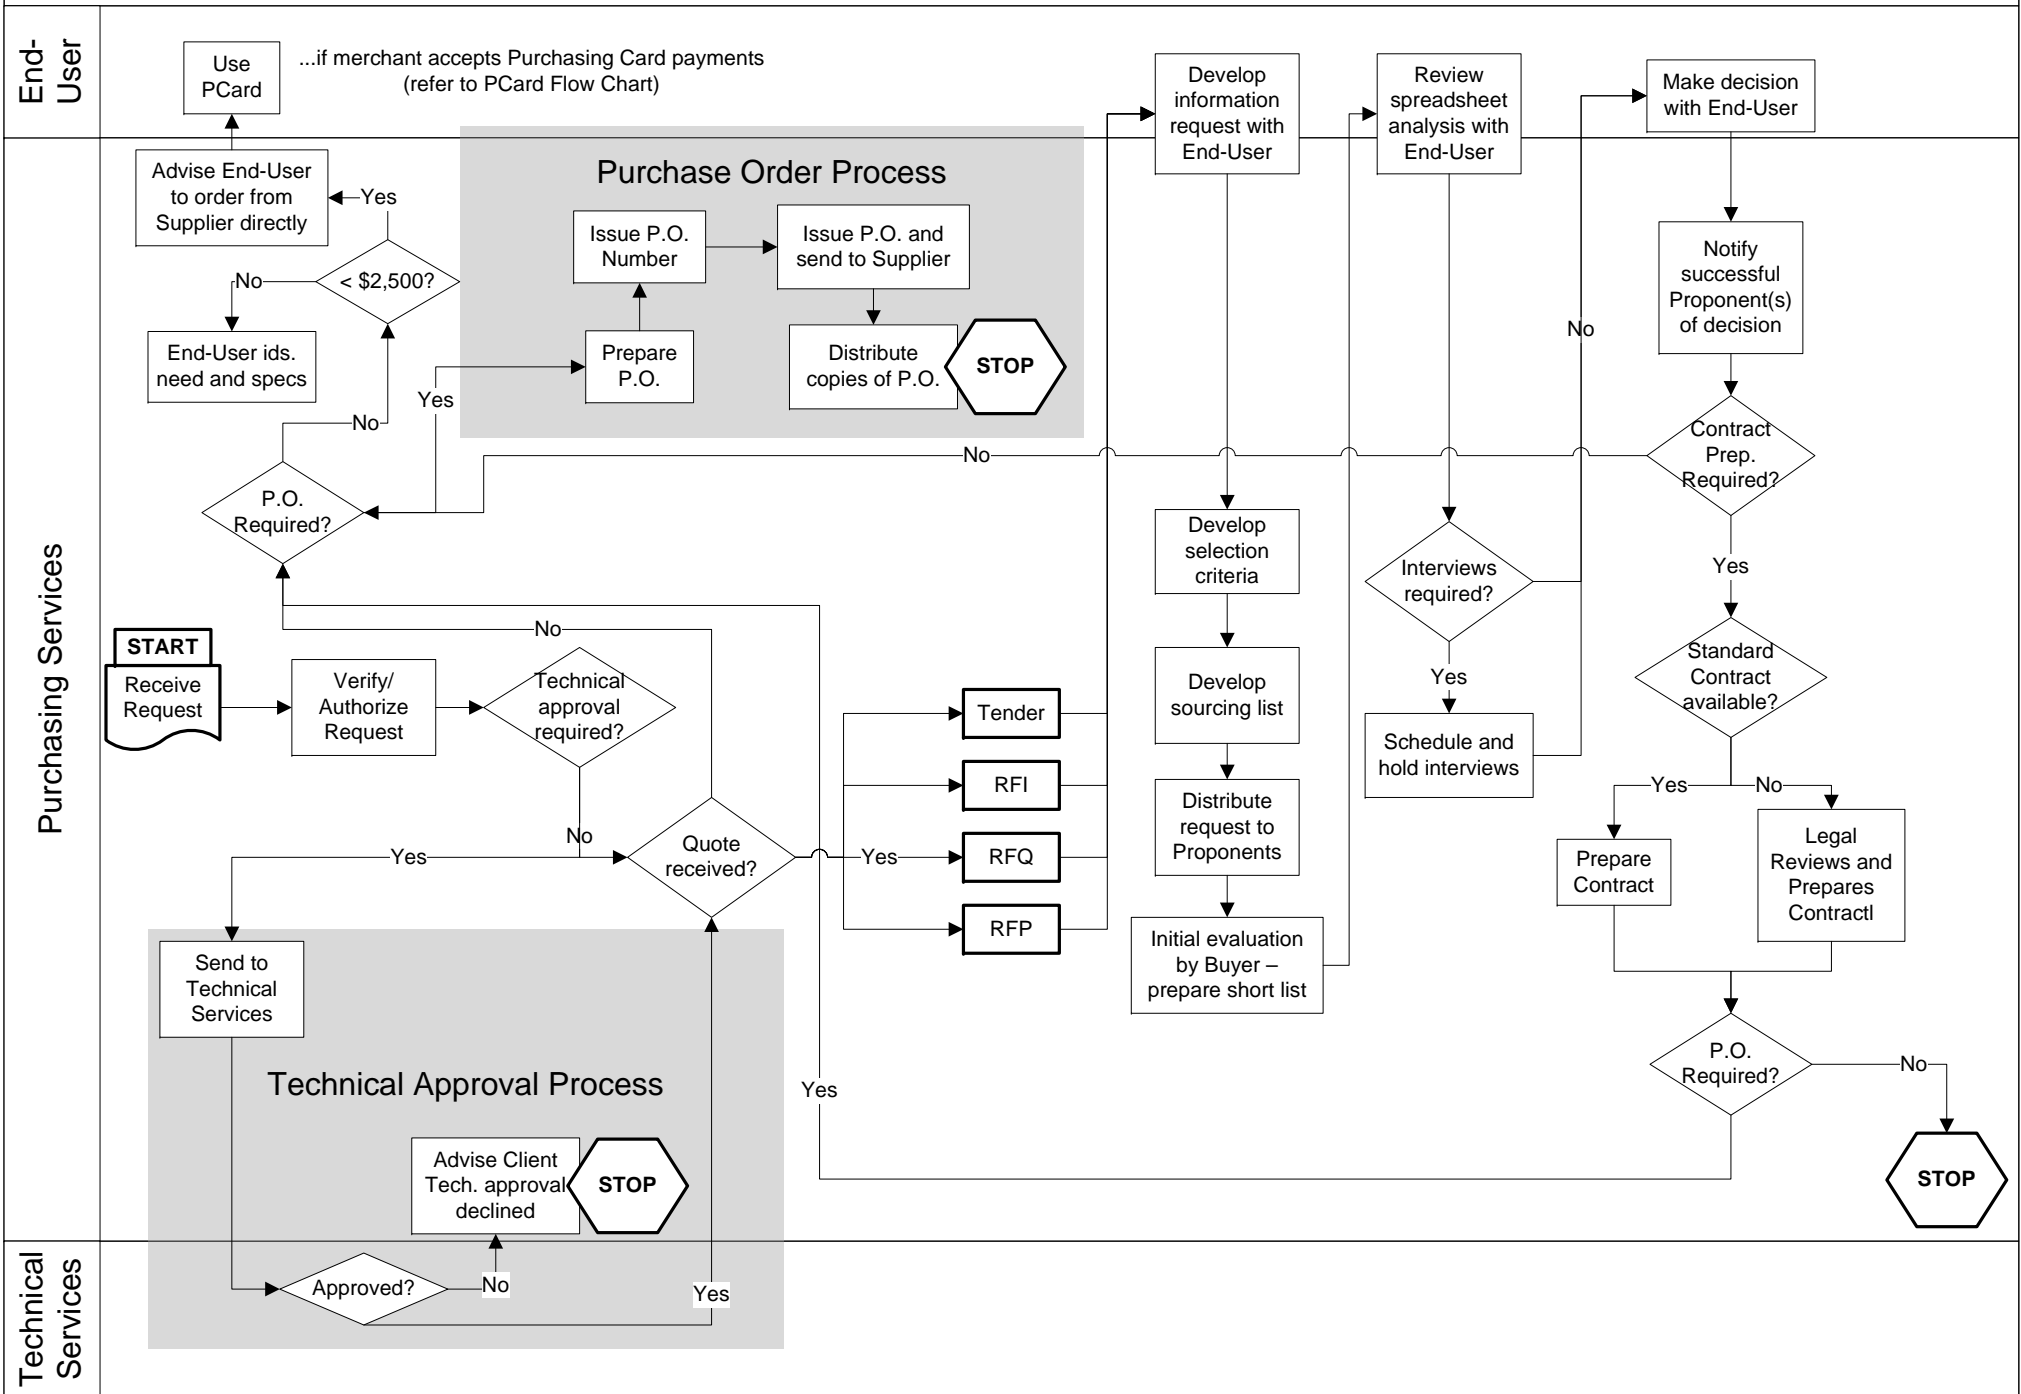 End-
User
Use
PCard
...if merchant accepts Purchasing Card payments
(refer to PCard Flow Chart)
Develop
information
request with
End-User
Review
spreadsheet
analysis with
End-User
Make decision
with End-User
Purchasing Services
Advise End-User
to order from
Supplier directly
Yes
< $2,500?
No
End-User ids.
need and specs
No
Yes
P.O.
Required?
Purchase Order Process
Issue P.O.
Number
Issue P.O. and
send to Supplier
Prepare
P.O.
Distribute
copies of P.O.
STOP
No
Notify
successful
Proponent(s)
of decision
No
Contract
Prep.
Required?
Yes
START
Receive
Request
Verify/
Authorize
Request
Technical
approval
required?
No
No
Yes
Quote
received?
Yes
Tender
RFI
RFQ
RFP
Develop
selection
criteria
Develop
sourcing list
Distribute
request to
Proponents
Initial evaluation
by Buyer –
prepare short list
Interviews
required?
Yes
Schedule and
hold interviews
Standard
Contract
available?
Yes
No
Prepare
Contract
Legal
Reviews and
Prepares
Contractl
P.O.
Required?
No
STOP
Yes
Send to
Technical
Services
Technical Approval Process
Advise Client
Tech. approval
declined
STOP
Technical
Services
Approved?
No
Yes